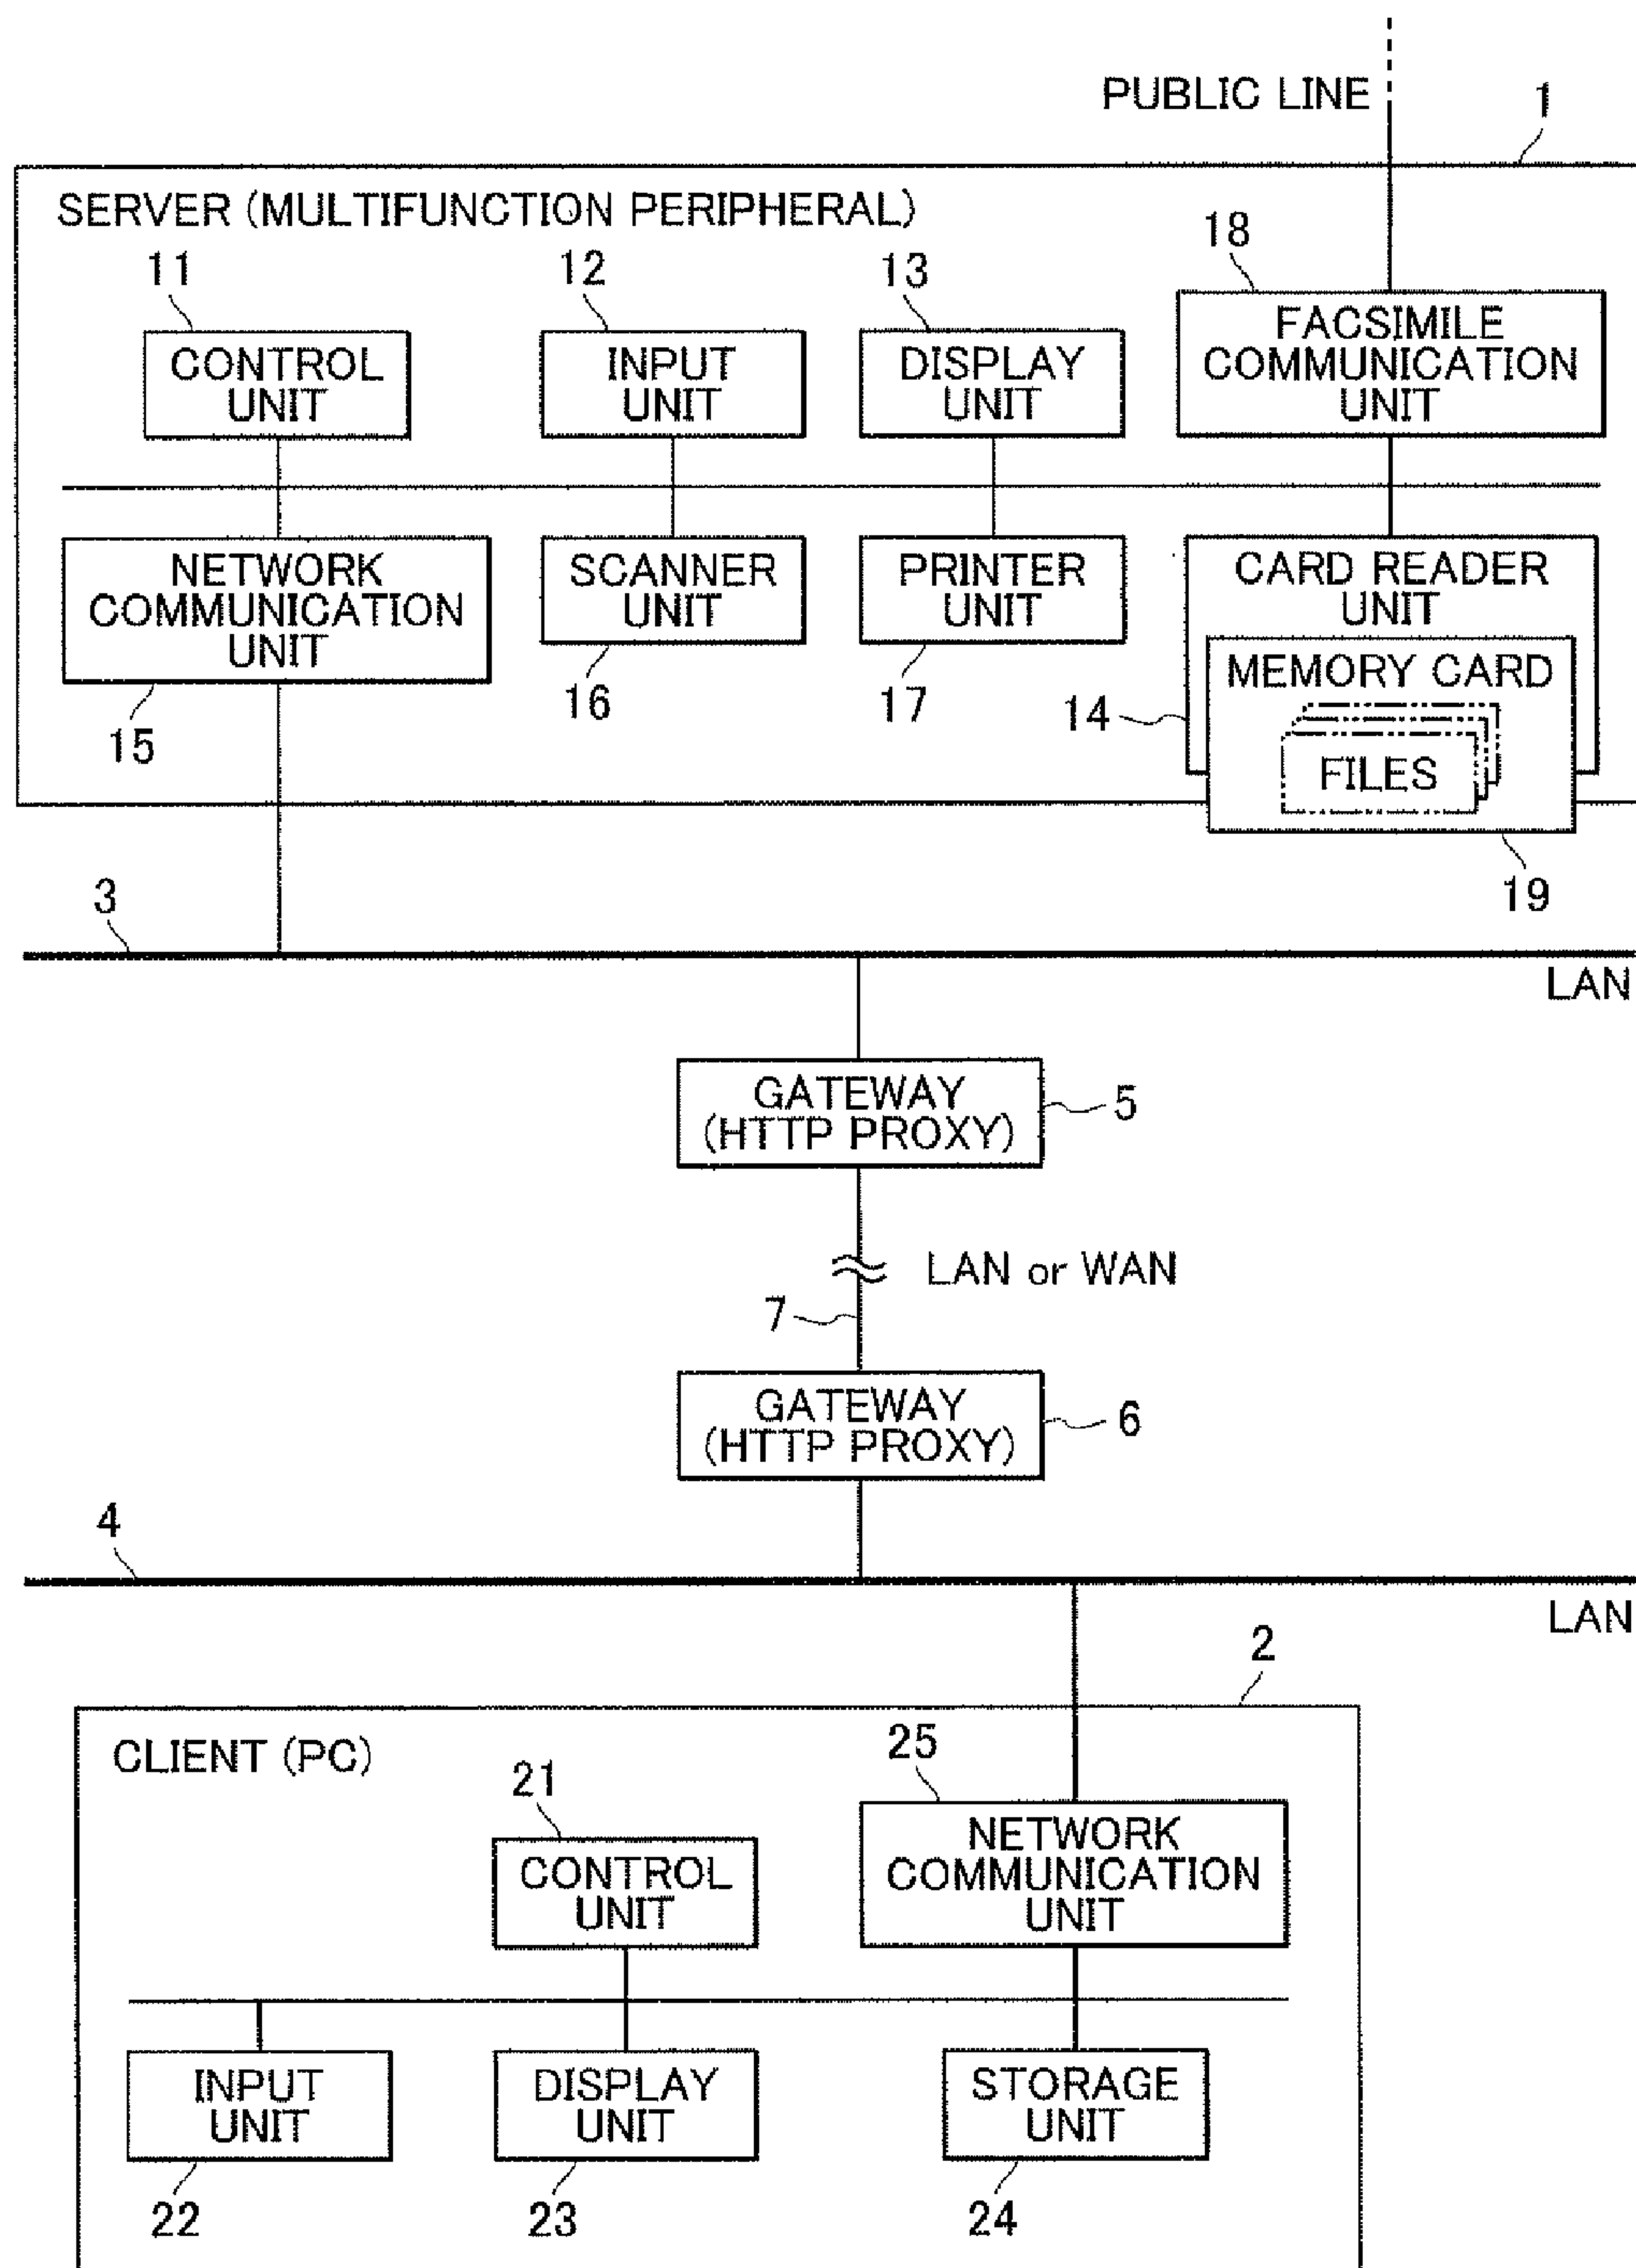 PUBLIC LINE
1
SERVER (MULTIFUNCTION PERIPHERAL)
11
12
13
18
CONTROL
UNIT
INPUT
UNIT
DISPLAY
UNIT
FACSIMILE
COMMUNICATION
UNIT
NETWORK
COMMUNICATION
UNIT
SCANNER
UNIT
PRINTER
UNIT
CARD READER
UNIT
MEMORY CARD
FILES
15
16
17
14
19
3
LAN
GATEWAY
(HTTP PROXY)
5
LAN or WAN
7
GATEWAY
(HTTP PROXY)
6
4
LAN
2
CLIENT (PC)
21
25
CONTROL
UNIT
NETWORK
COMMUNICATION
UNIT
INPUT
UNIT
DISPLAY
UNIT
STORAGE
UNIT
22
23
24